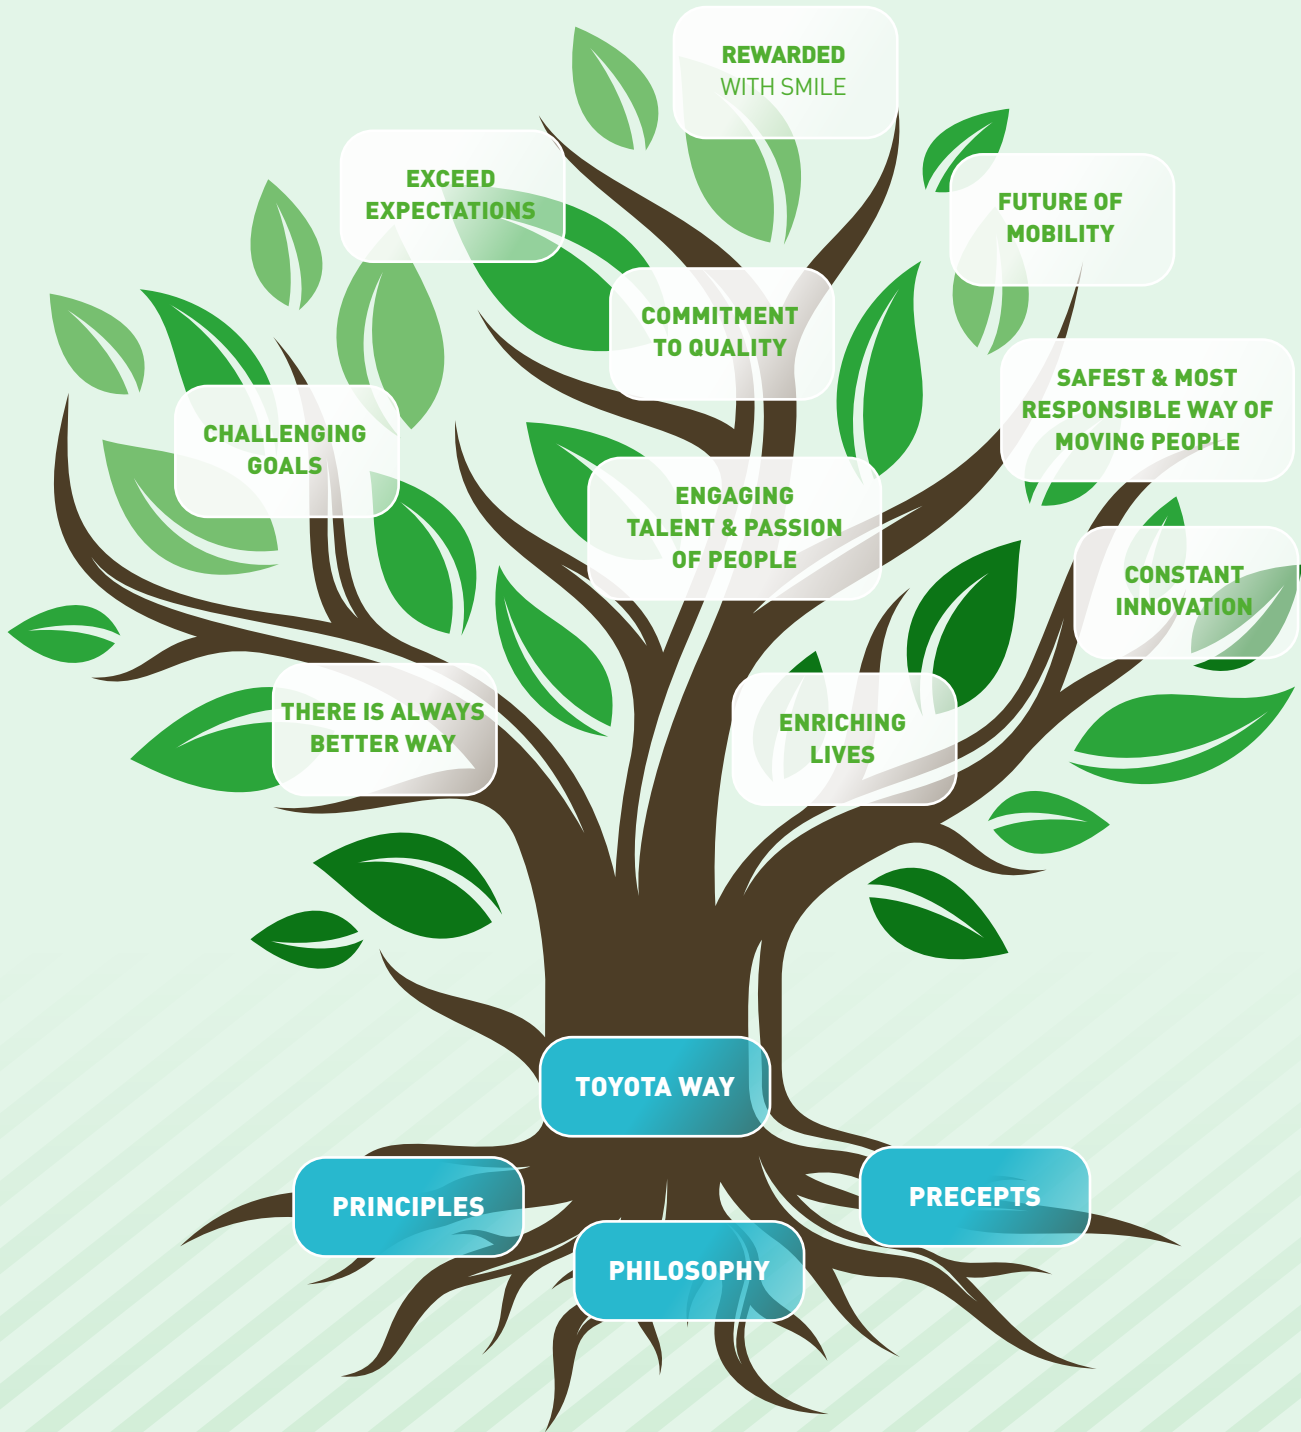 REWARDED
WITH SMILE
EXCEED
EXPECTATIONS
FUTURE OF
MOBILITY
COMMITMENT
TO QUALITY
SAFEST & MOST
RESPONSIBLE WAY OF
MOVING PEOPLE
CHALLENGING
GOALS
ENGAGING
TALENT & PASSION
OF PEOPLE
CONSTANT
INNOVATION
THERE IS ALWAYS
BETTER WAY
ENRICHING
LIVES
TOYOTA WAY
PRINCIPLES
PRECEPTS
PHILOSOPHY